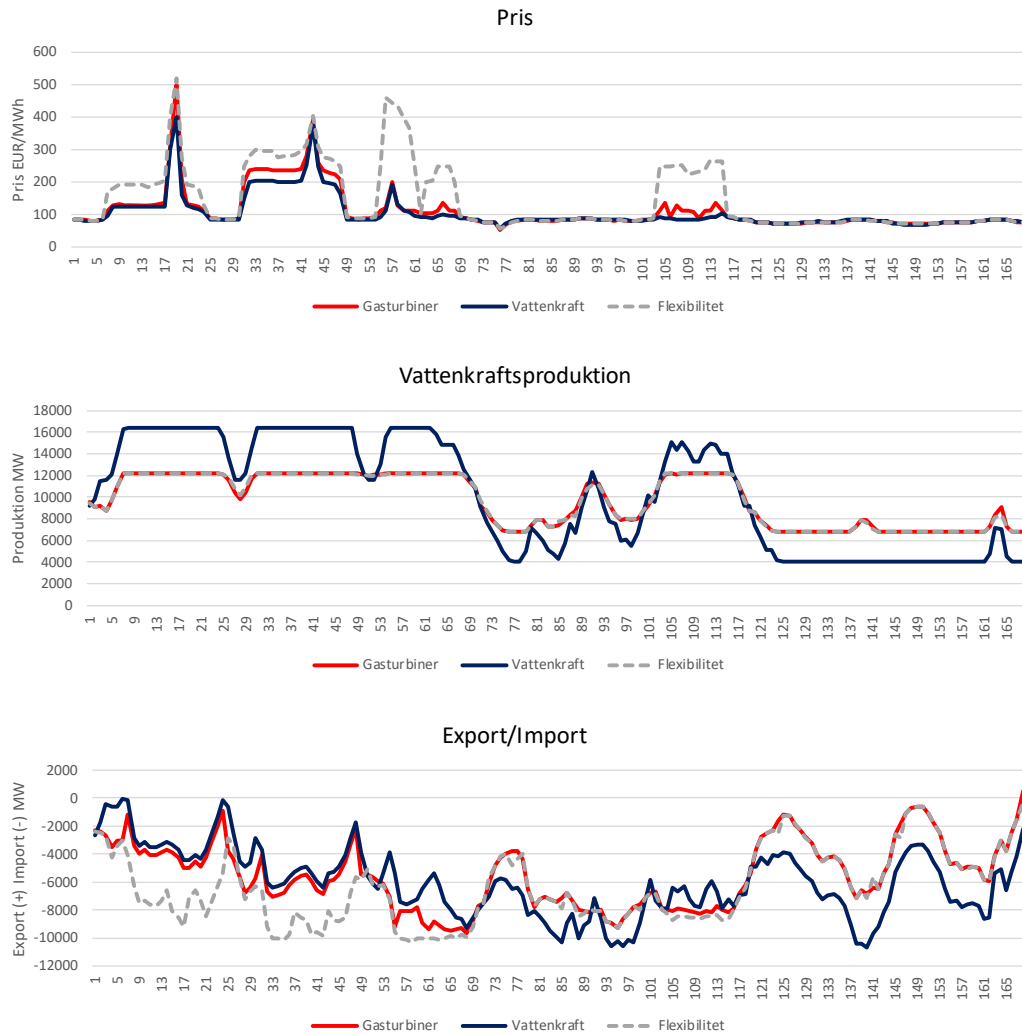 Pris
Pris EUR/MWh
600
500
400
300
200
100
0
1 5 9 13 17 21 25 29 33 37 41 45 49 53 57 61 65 69 73 77 81 85 89 93 97 101 105 109 113 117 121 125 129 133 137 141 145 149 153 157 161 165
Gasturbiner Vattenkraft Flexibilitet
Vattenkraftsproduktion
Produktion MW
18000
16000
14000
12000
10000
8000
6000
4000
2000
0
1 5 9 13 17 21 25 29 33 37 41 45 49 53 57 61 65 69 73 77 81 85 89 93 97 101 105 109 113 117 121 125 129 133 137 141 145 149 153 157 161 165
Gasturbiner Vattenkraft Flexibilitet
Export/Import
Export (+) Import (-) MW
2000
0
-2000
-4000
-6000
-8000
-10000
-12000
1 5 9 13 17 21 25 29 33 37 41 45 49 53 57 61 65 69 73 77 81 85 89 93 97 101 105 109 113 117 121 125 129 133 137 141 145 149 153 157 161 165
Gasturbiner Vattenkraft Flexibilitet